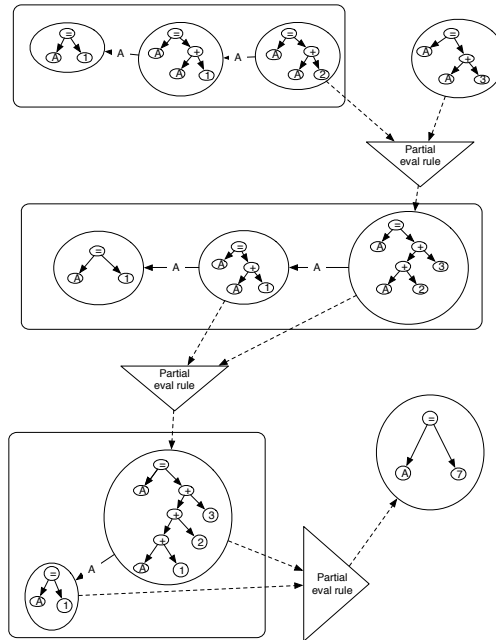 =
A 1
A
=
A +
A 1
A
=
A +
A 2
=
A +
A 3
Partial
eval rule
=
A 1
A
=
A +
A 1
A
=
A +
+ 3
A 2
Partial
eval rule
=
A +
+ 3
+ 2
A 1
A
=
A 1
Partial
eval rule
=
A 7